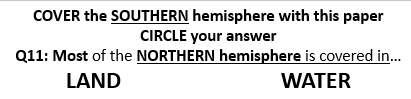 COVER the SOUTHERN hemisphere with this paper
CIRCLE your answer
Q11: Most of the NORTHERN hemisphere is covered in...
LAND WATER